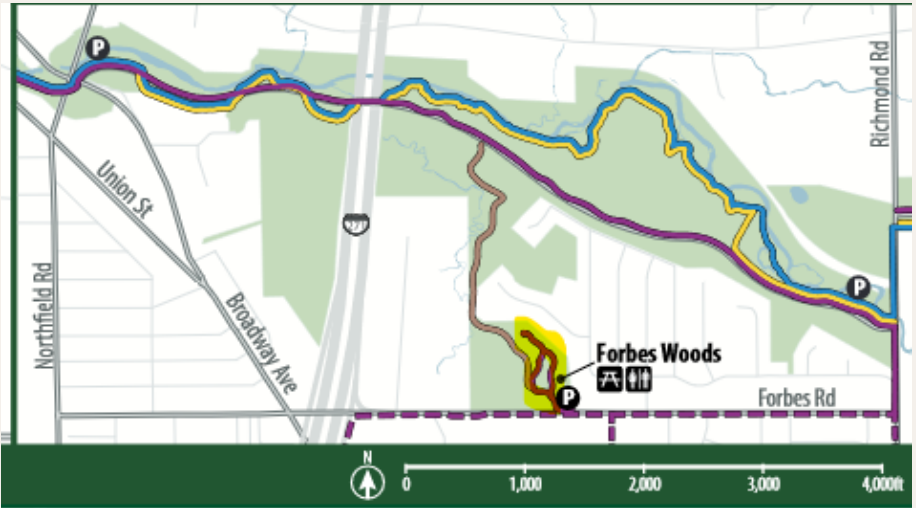 P
Richmond Rd
Union St
271
Northfield Rd
Broadway Ave
P
Forbes Woods
P
Forbes Rd
N
0
1,000
2,000
3,000
4,000ft